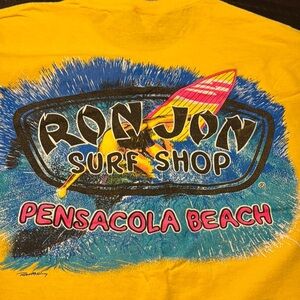 RON JON
SURF SHOP
®
PENSACOLA BEACH